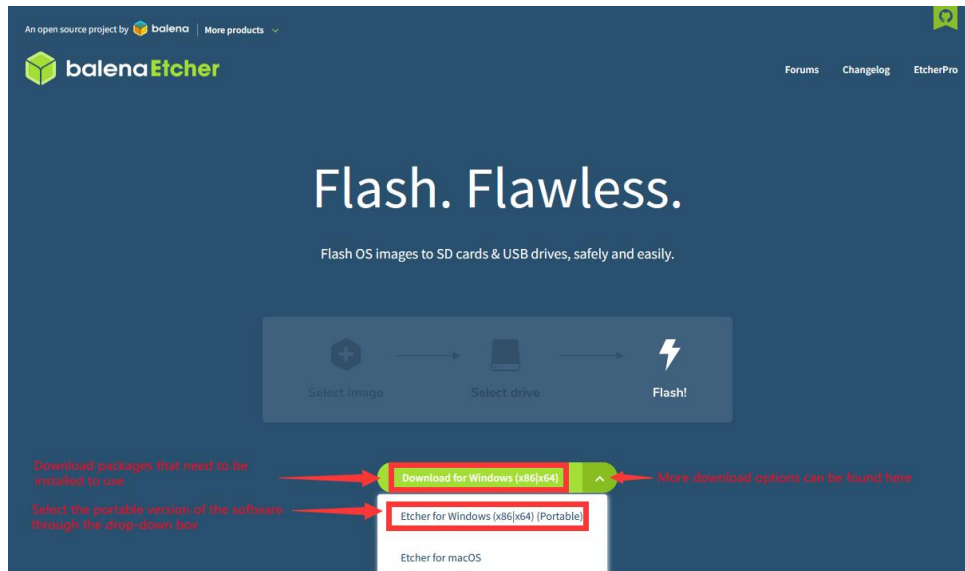 An open source project by balena | More products
balenaEtcher
Forums Changelog EtcherPro
Flash. Flawless.
Flash OS images to SD cards & USB drives, safely and easily.
Select image Select drive Flash!
Download packages that need to be
installed to use
Download for Windows (x86|x64)
More download options can be found here
Select the portable version of the software
through the drop-down box
Etcher for Windows (x86|x64) (Portable)
Etcher for macOS